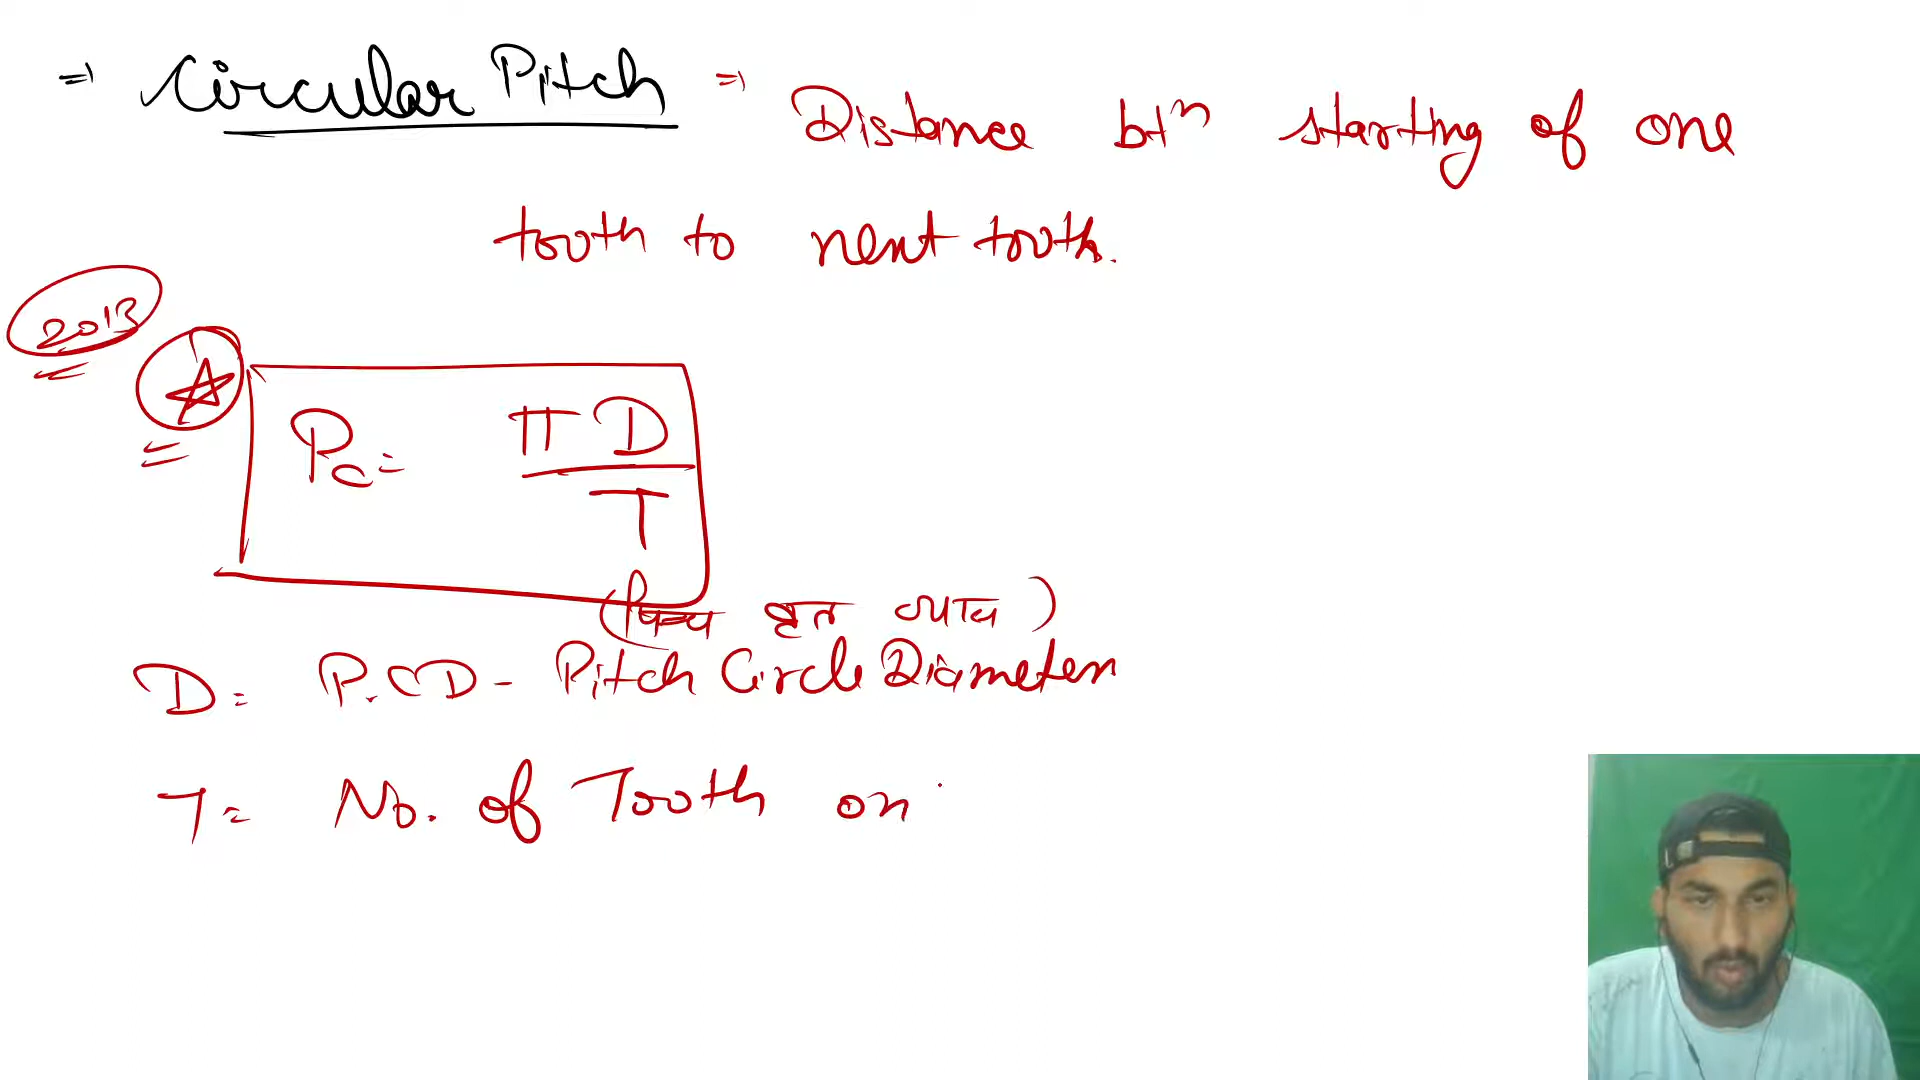 ⇒ Circular Pitch ⇒ Distance btⁿ starting of one
tooth to next tooth.
2013
Pc = π D
T
(पिच वृत व्यास)
D = P.CD - Pitch Circle Diameter
T = No. of Tooth on